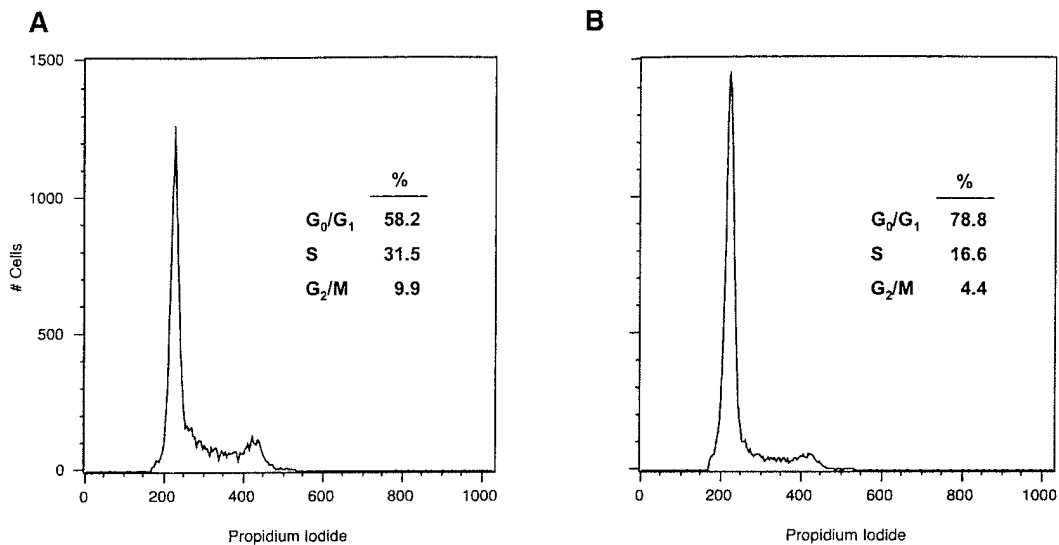 A
1500
1000
500
0
# Cells
%
G₀/G₁ 58.2
S 31.5
G₂/M 9.9
0 200 400 600 800 1000
Propidium Iodide
B
%
G₀/G₁ 78.8
S 16.6
G₂/M 4.4
0 200 400 600 800 1000
Propidium Iodide